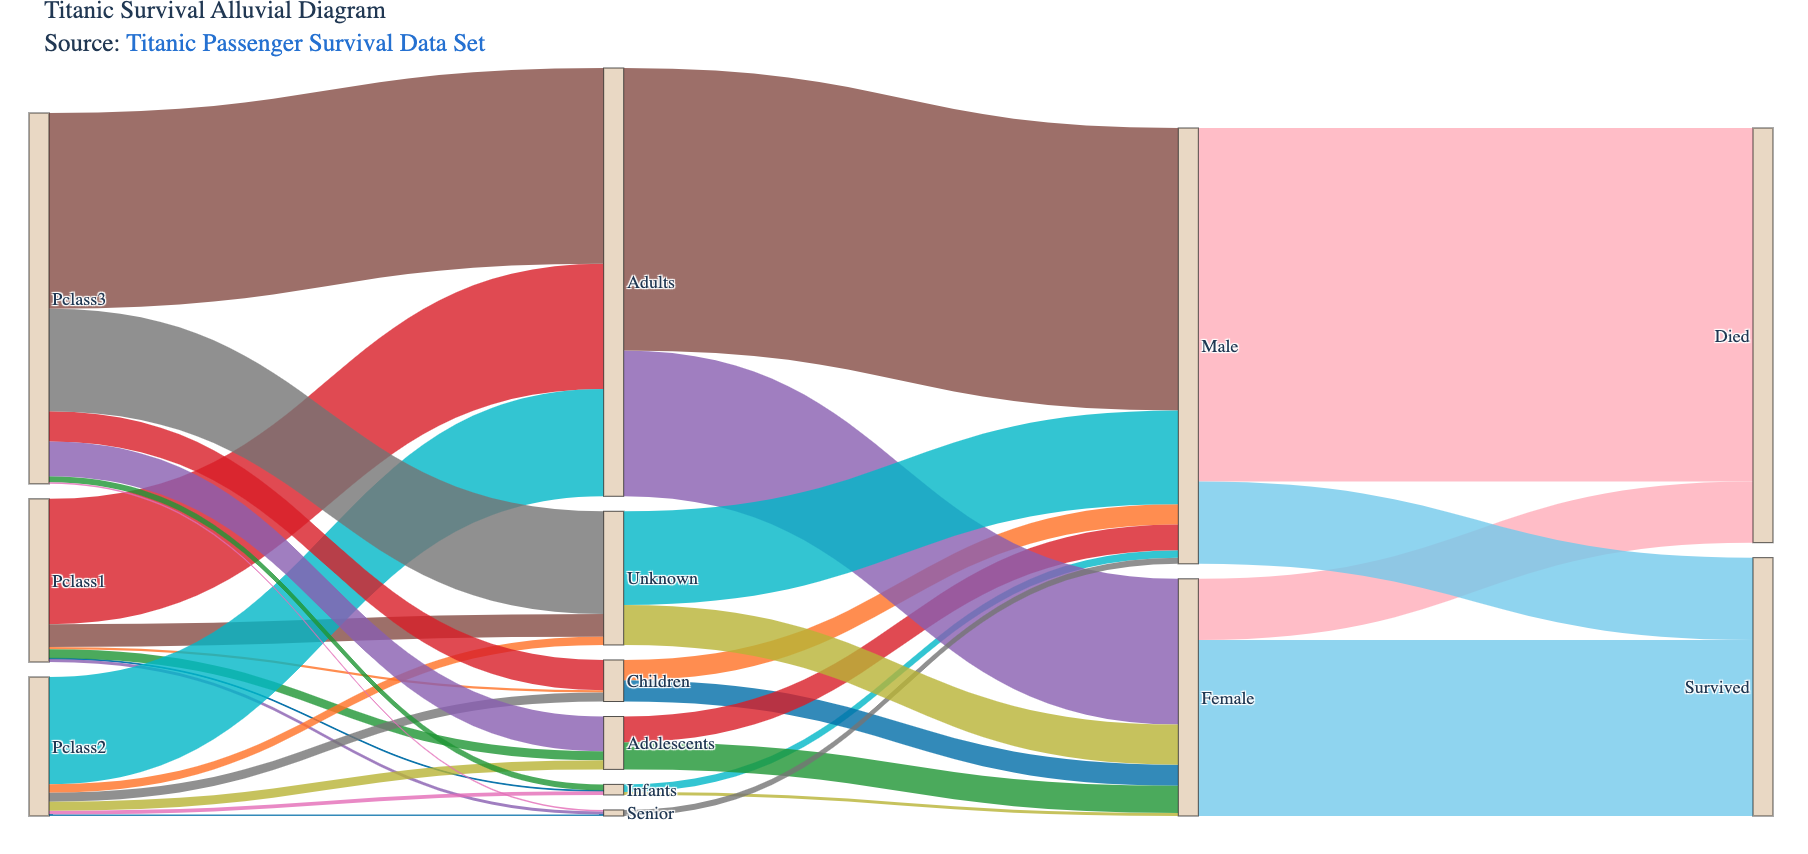 Titanic Survival Alluvial Diagram
Source: Titanic Passenger Survival Data Set
Pclass3
Pclass1
Pclass2
Adults
Unknown
Children
Adolescents
Infants
Senior
Male
Female
Died
Survived